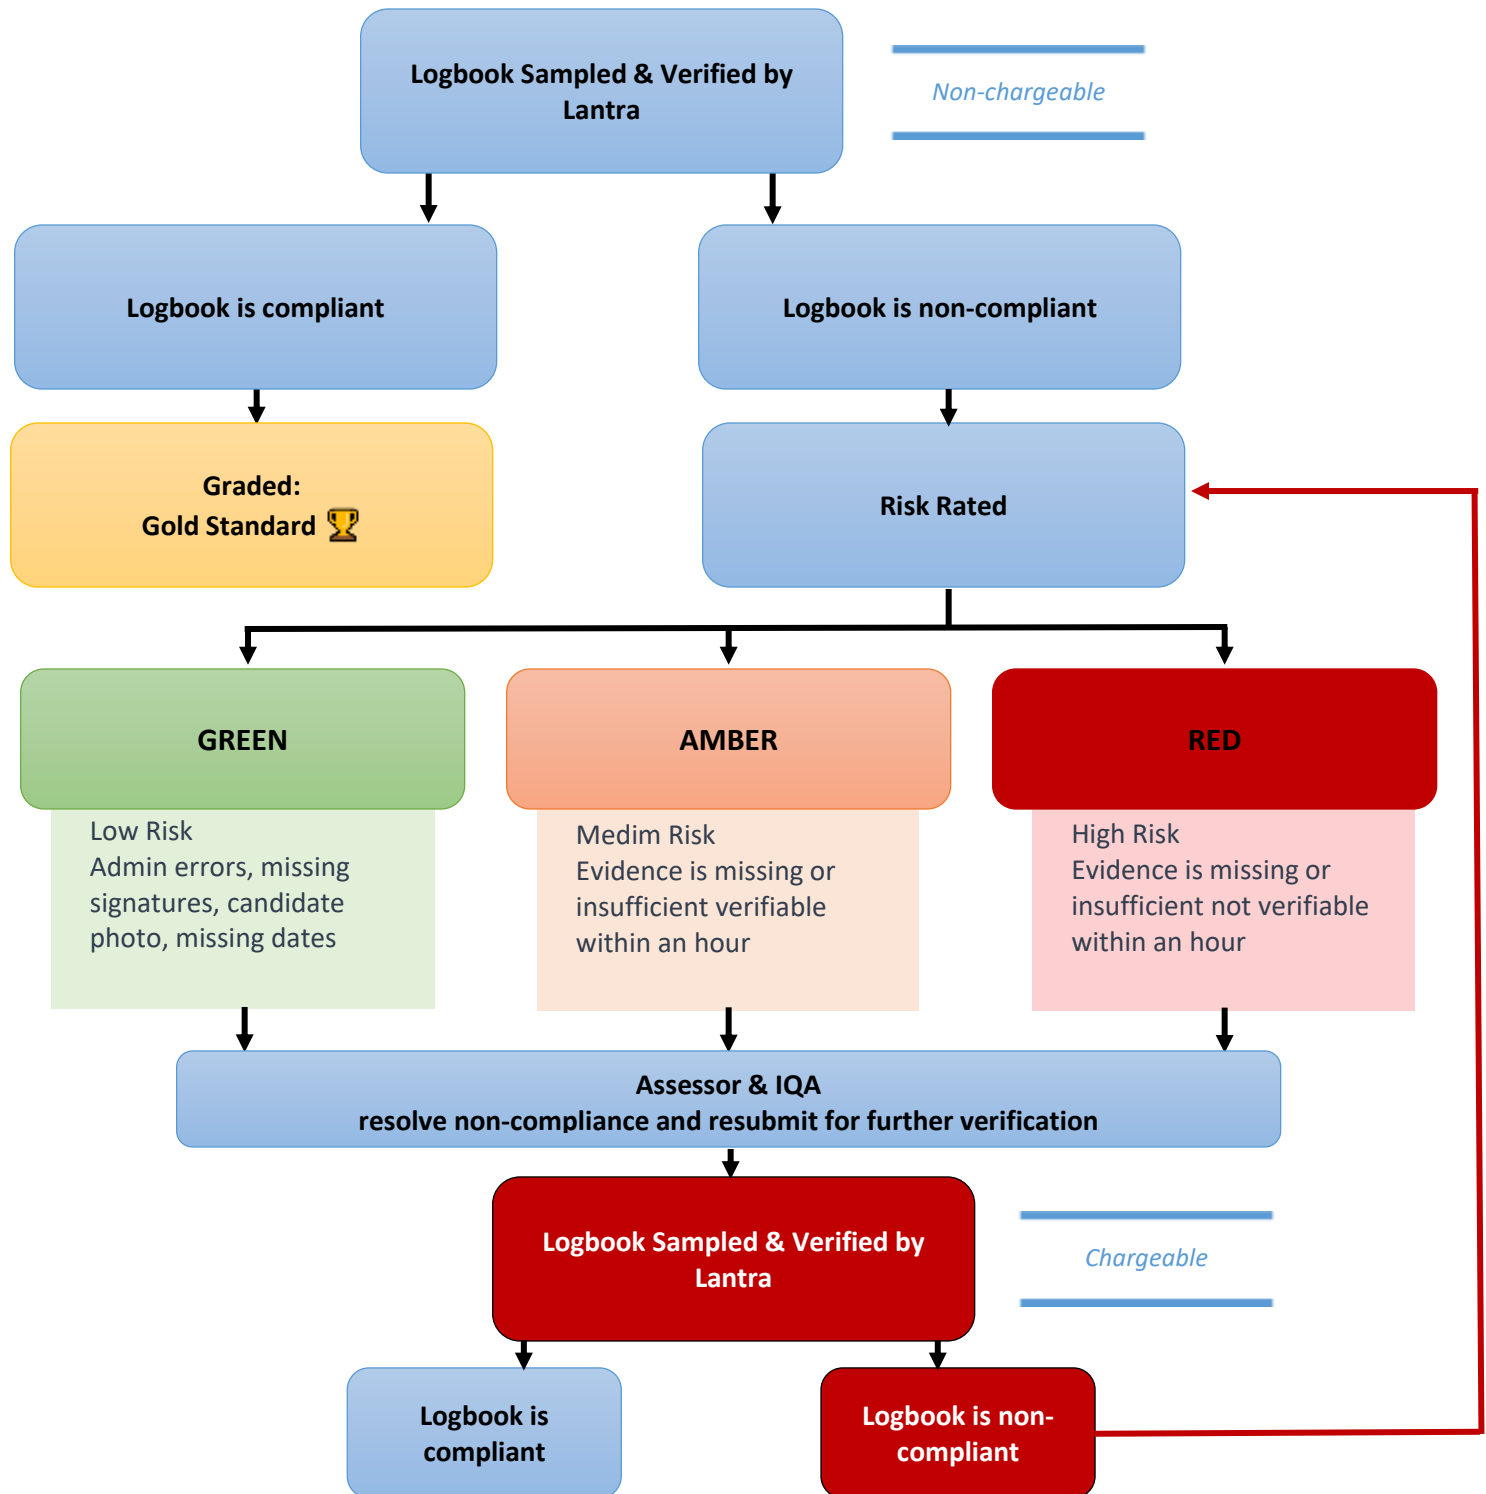 Logbook Sampled & Verified by
Lantra
Non-chargeable
Logbook is compliant
Logbook is non-compliant
Graded:
Gold Standard
Risk Rated
GREEN
AMBER
RED
Low Risk
Admin errors, missing
signatures, candidate
photo, missing dates
Medim Risk
Evidence is missing or
insufficient verifiable
within an hour
High Risk
Evidence is missing or
insufficient not verifiable
within an hour
Assessor & IQA
resolve non-compliance and resubmit for further verification
Logbook Sampled & Verified by
Lantra
Chargeable
Logbook is
compliant
Logbook is non-
compliant